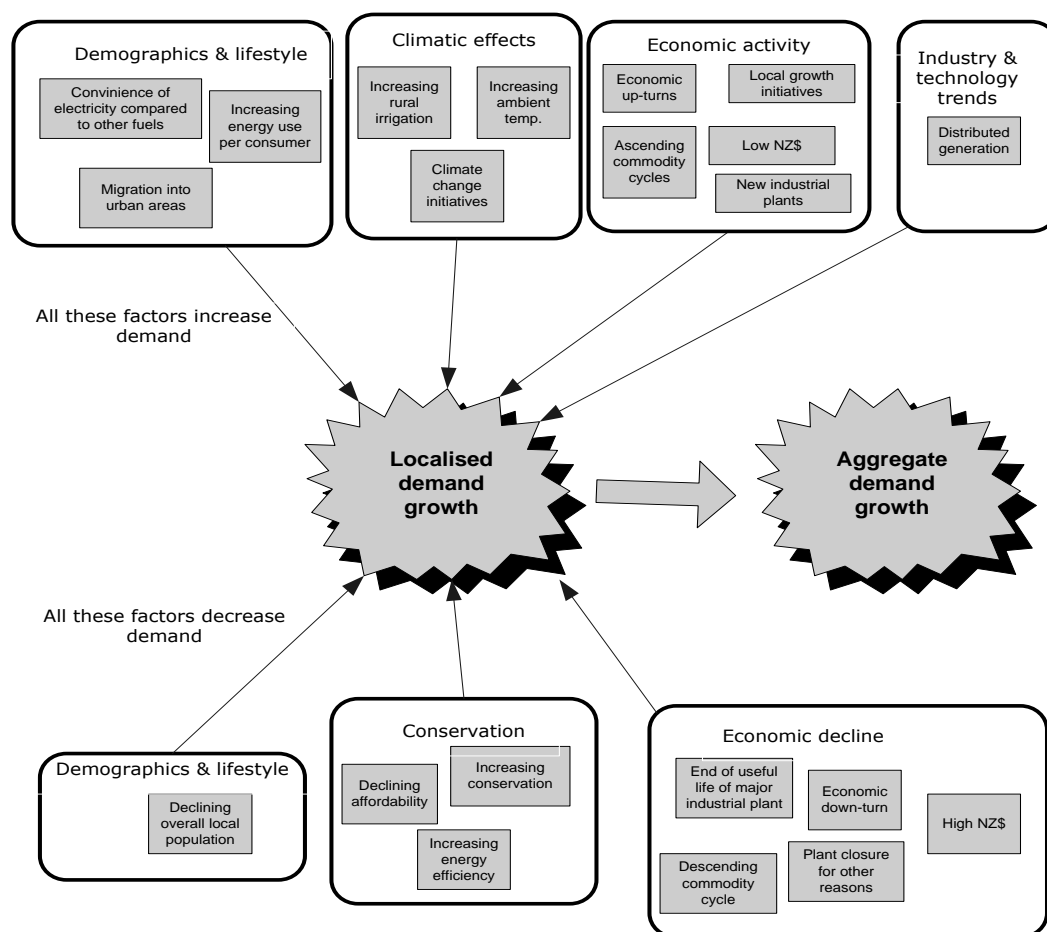 Demographics & lifestyle
Convinience of
electricity compared
to other fuels
Increasing
energy use
per consumer
Migration into
urban areas
Climatic effects
Increasing
rural
irrigation
Increasing
ambient
temp.
Climate
change
initiatives
Economic activity
Economic
up-turns
Local growth
initiatives
Ascending
commodity
cycles
Low NZ$
New industrial
plants
Industry &
technology
trends
Distributed
generation
All these factors increase
demand
Localised
demand
growth
Aggregate
demand
growth
All these factors decrease
demand
Demographics & lifestyle
Declining
overall local
population
Conservation
Declining
affordability
Increasing
conservation
Increasing
energy
efficiency
Economic decline
End of useful
life of major
industrial plant
Economic
down-turn
High NZ$
Descending
commodity
cycle
Plant closure
for other
reasons